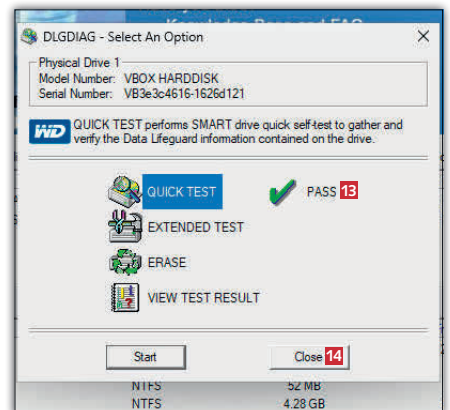 DLGDIAG - Select An Option
Physical Drive 1
Model Number: VBOX HARDDISK
Serial Number: VB3e3c4616-1626d121
WD
QUICK TEST performs SMART drive quick self-test to gather and
verify the Data Lifeguard information contained on the drive.
QUICK TEST PASS 13
EXTENDED TEST
ERASE
VIEW TEST RESULT
Start Close 14
NTFS 52 MB
NTFS 4.28 GB